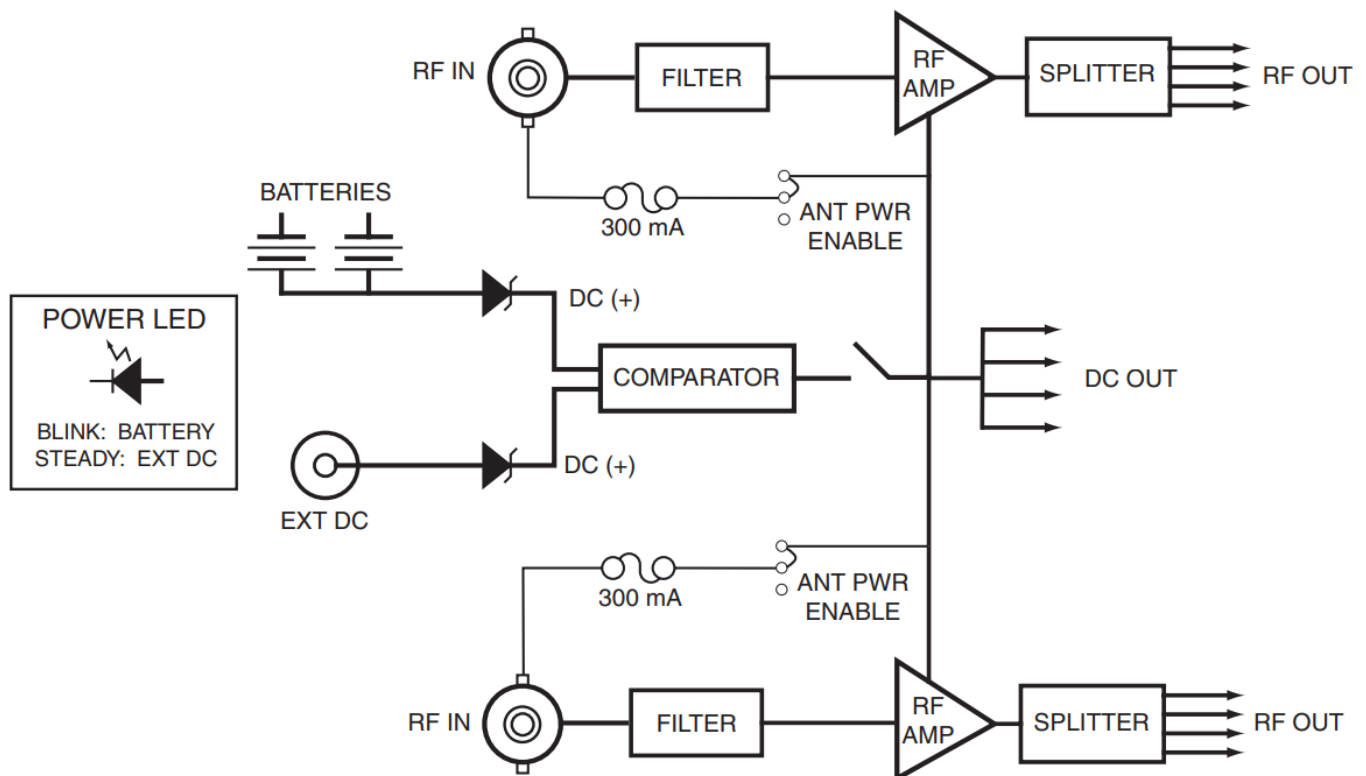 RF IN
FILTER
RF
AMP
SPLITTER
RF OUT
BATTERIES
300 mA
ANT PWR
ENABLE
POWER LED
BLINK: BATTERY
STEADY: EXT DC
DC (+)
COMPARATOR
DC OUT
DC (+)
EXT DC
300 mA
ANT PWR
ENABLE
RF IN
FILTER
RF
AMP
SPLITTER
RF OUT